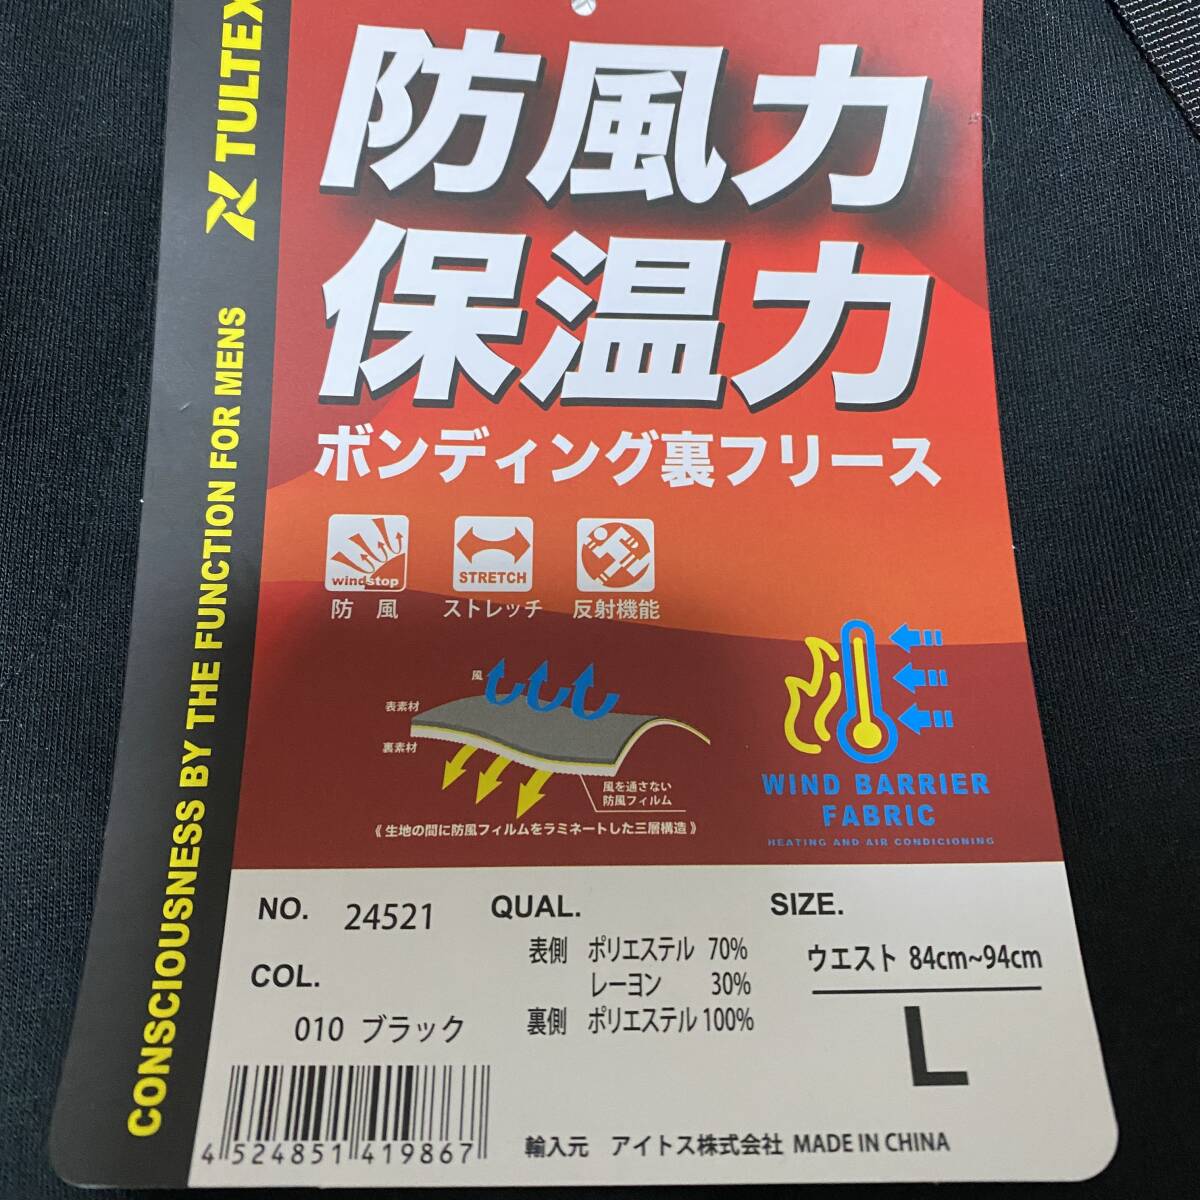 TULTEX
CONSCIOUSNESS BY THE FUNCTION FOR MENS
防風力
保温力
ボンディング裏フリース
windstop
STRETCH
防風
ストレッチ
反射機能
風
表素材
裏素材
風を通さない
防風フィルム
《生地の間に防風フィルムをラミネートした三層構造》
WIND BARRIER
FABRIC
HEATING AND AIR CONDICIONING
NO. 24521
COL.
010 ブラック
QUAL.
表側 ポリエステル 70%
レーヨン 30%
裏側 ポリエステル 100%
SIZE.
ウエスト 84cm~94cm
L
4 524851 419867
輸入元 アイトス株式会社 MADE IN CHINA